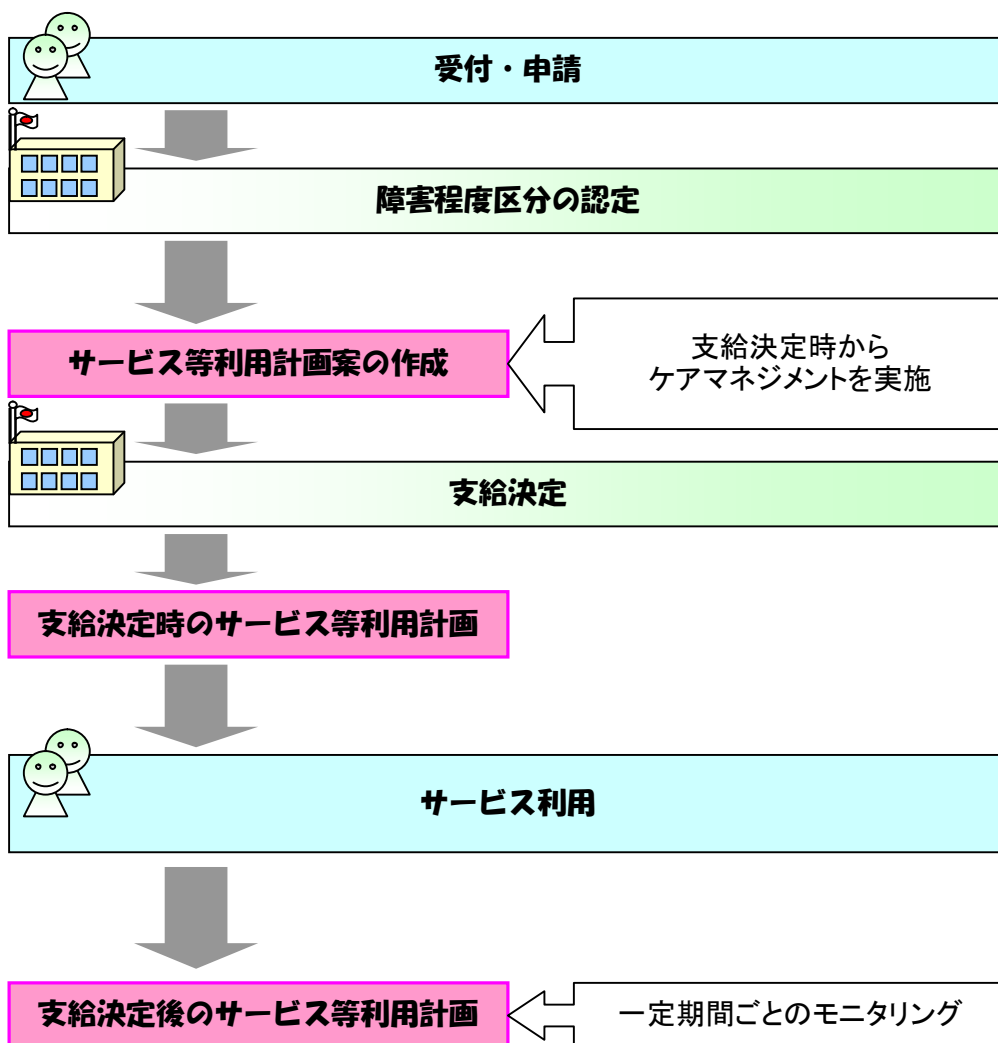 受付・申請
障害程度区分の認定
サービス等利用計画案の作成
支給決定時から
ケアマネジメントを実施
支給決定
支給決定時のサービス等利用計画
サービス利用
支給決定後のサービス等利用計画
一定期間ごとのモニタリング